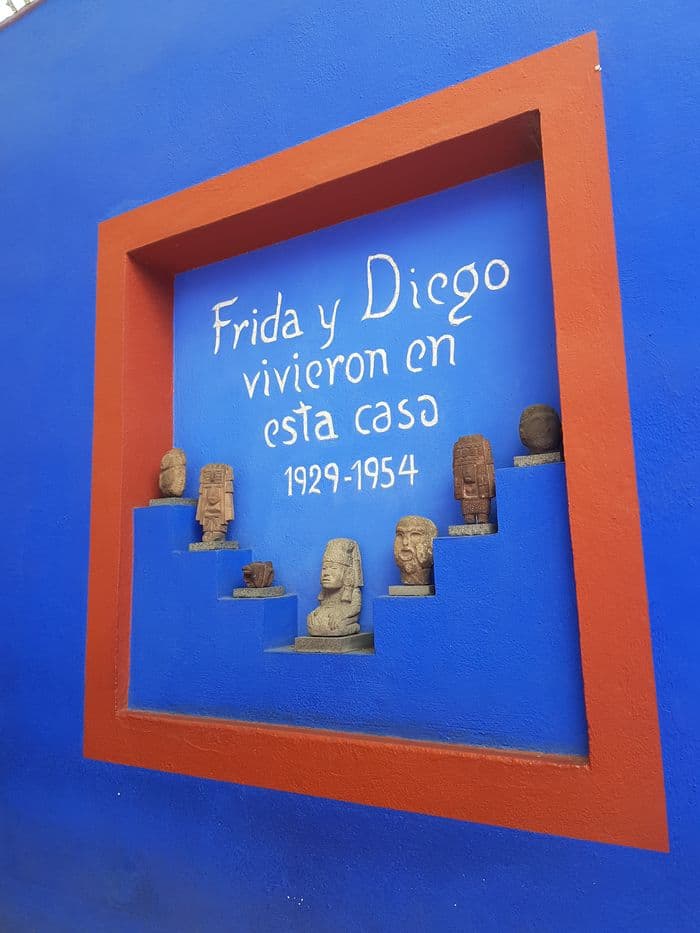 Frida y Diego
vivieron en
esta casa
1929-1954